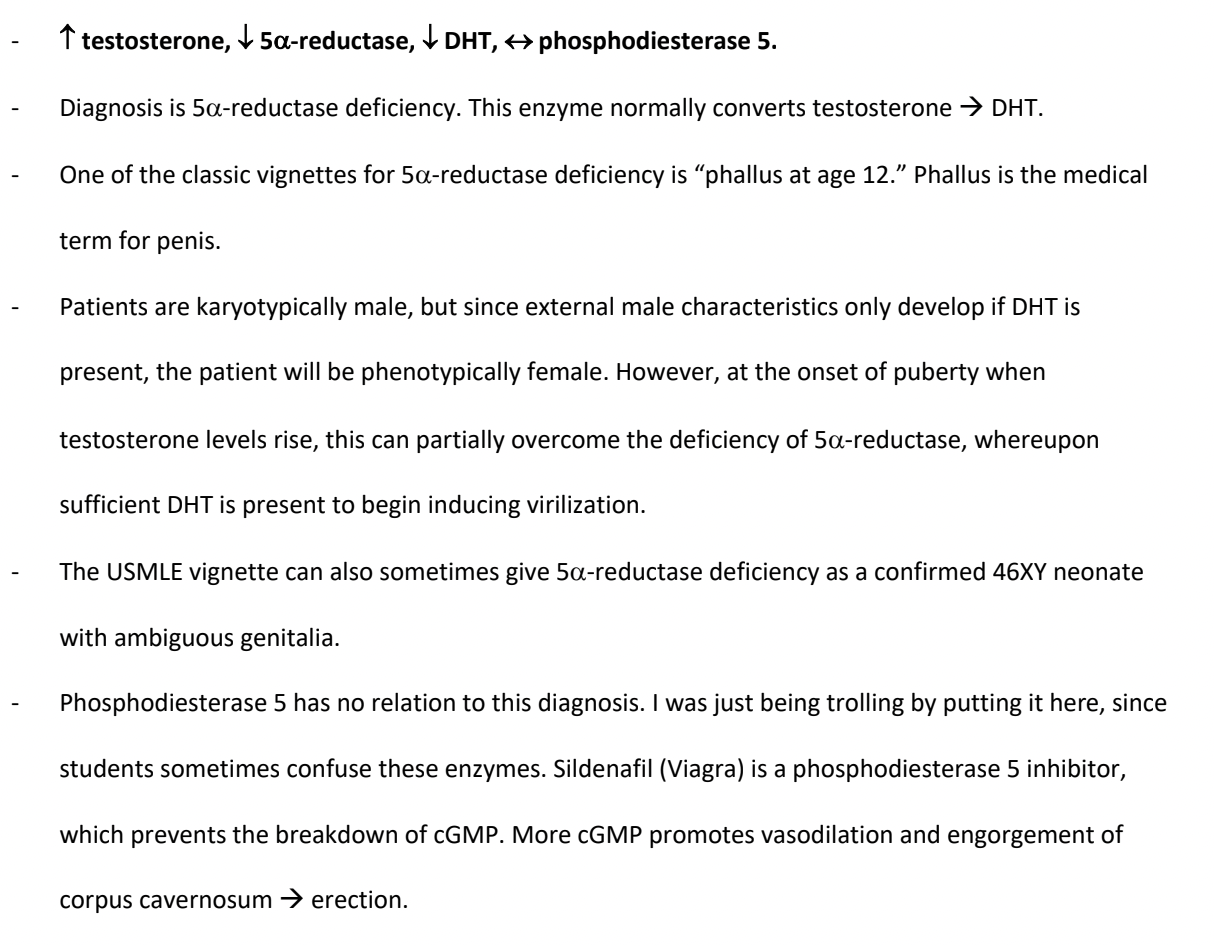 - ↑ testosterone, ↓ 5α-reductase, ↓ DHT, ↔ phosphodiesterase 5.
- Diagnosis is 5α-reductase deficiency. This enzyme normally converts testosterone → DHT.
- One of the classic vignettes for 5α-reductase deficiency is “phallus at age 12.” Phallus is the medical
term for penis.
- Patients are karyotypically male, but since external male characteristics only develop if DHT is
present, the patient will be phenotypically female. However, at the onset of puberty when
testosterone levels rise, this can partially overcome the deficiency of 5α-reductase, whereupon
sufficient DHT is present to begin inducing virilization.
- The USMLE vignette can also sometimes give 5α-reductase deficiency as a confirmed 46XY neonate
with ambiguous genitalia.
- Phosphodiesterase 5 has no relation to this diagnosis. I was just being trolling by putting it here, since
students sometimes confuse these enzymes. Sildenafil (Viagra) is a phosphodiesterase 5 inhibitor,
which prevents the breakdown of cGMP. More cGMP promotes vasodilation and engorgement of
corpus cavernosum → erection.